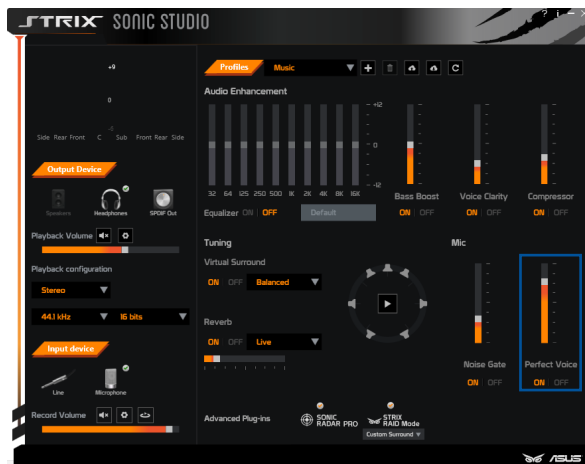 STRIX SONIC STUDIO
? i
+9
0
-4
Side Rear Front C Sub Front Rear Side
Output Device
Speakers Headphones SPDIF Out
Playback Volume
Playback configuration
Stereo
44.1 kHz 16 bits
Input device
Line Microphone
Record Volume
Profiles Music
Audio Enhancement
+12
0
-12
32 64 125 250 500 1K 2K 4K 8K 16K
Equalizer ON OFF Default
Bass Boost Voice Clarity Compressor
ON OFF ON OFF ON OFF
Tuning
Virtual Surround
ON OFF Balanced
Reverb
ON OFF Live
Mic
Noise Gate Perfect Voice
ON OFF ON OFF
Advanced Plug-ins
SONIC RADAR PRO
STRIX RAID Mode
Custom Surround
ASUS